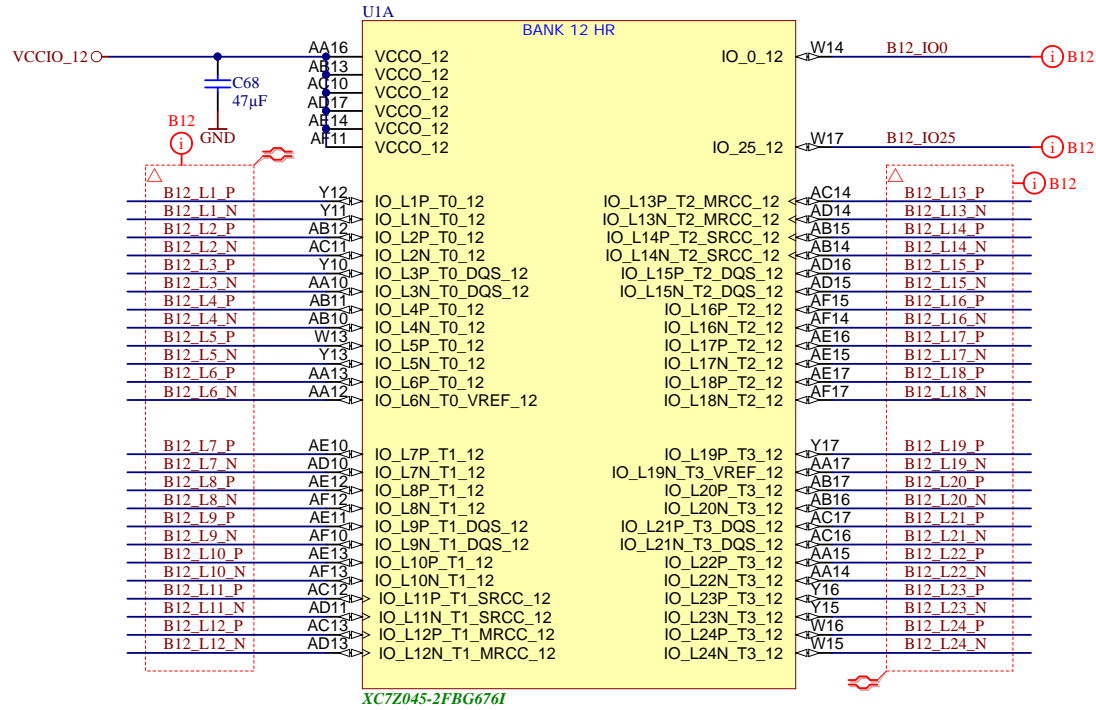 U1A
BANK 12 HR
VCCIO_12 AA16 VCCO_12 IO_0_12 W14 B12_IO0 i B12
AB13 VCCO_12
C68 AC10 VCCO_12
47µF AD17 VCCO_12
AE14 VCCO_12
B12 GND AF11 VCCO_12 IO_25_12 W17 B12_IO25 i B12
i
i B12
B12_L1_P Y12 IO_L1P_T0_12 IO_L13P_T2_MRCC_12 AC14 B12_L13_P
B12_L1_N Y11 IO_L1N_T0_12 IO_L13N_T2_MRCC_12 AD14 B12_L13_N
B12_L2_P AB12 IO_L2P_T0_12 IO_L14P_T2_SRCC_12 AB15 B12_L14_P
B12_L2_N AC11 IO_L2N_T0_12 IO_L14N_T2_SRCC_12 AB14 B12_L14_N
B12_L3_P Y10 IO_L3P_T0_DQS_12 IO_L15P_T2_DQS_12 AD16 B12_L15_P
B12_L3_N AA10 IO_L3N_T0_DQS_12 IO_L15N_T2_DQS_12 AD15 B12_L15_N
B12_L4_P AB11 IO_L4P_T0_12 IO_L16P_T2_12 AF15 B12_L16_P
B12_L4_N AB10 IO_L4N_T0_12 IO_L16N_T2_12 AF14 B12_L16_N
B12_L5_P W13 IO_L5P_T0_12 IO_L17P_T2_12 AE16 B12_L17_P
B12_L5_N Y13 IO_L5N_T0_12 IO_L17N_T2_12 AE15 B12_L17_N
B12_L6_P AA13 IO_L6P_T0_12 IO_L18P_T2_12 AE17 B12_L18_P
B12_L6_N AA12 IO_L6N_T0_VREF_12 IO_L18N_T2_12 AF17 B12_L18_N
B12_L7_P AE10 IO_L7P_T1_12 IO_L19P_T3_12 Y17 B12_L19_P
B12_L7_N AD10 IO_L7N_T1_12 IO_L19N_T3_VREF_12 AA17 B12_L19_N
B12_L8_P AE12 IO_L8P_T1_12 IO_L20P_T3_12 AB17 B12_L20_P
B12_L8_N AF12 IO_L8N_T1_12 IO_L20N_T3_12 AB16 B12_L20_N
B12_L9_P AE11 IO_L9P_T1_DQS_12 IO_L21P_T3_DQS_12 AC17 B12_L21_P
B12_L9_N AF10 IO_L9N_T1_DQS_12 IO_L21N_T3_DQS_12 AC16 B12_L21_N
B12_L10_P AE13 IO_L10P_T1_12 IO_L22P_T3_12 AA15 B12_L22_P
B12_L10_N AF13 IO_L10N_T1_12 IO_L22N_T3_12 AA14 B12_L22_N
B12_L11_P AC12 IO_L11P_T1_SRCC_12 IO_L23P_T3_12 Y16 B12_L23_P
B12_L11_N AD11 IO_L11N_T1_SRCC_12 IO_L23N_T3_12 Y15 B12_L23_N
B12_L12_P AC13 IO_L12P_T1_MRCC_12 IO_L24P_T3_12 W16 B12_L24_P
B12_L12_N AD13 IO_L12N_T1_MRCC_12 IO_L24N_T3_12 W15 B12_L24_N
XC7Z045-2FBG676I